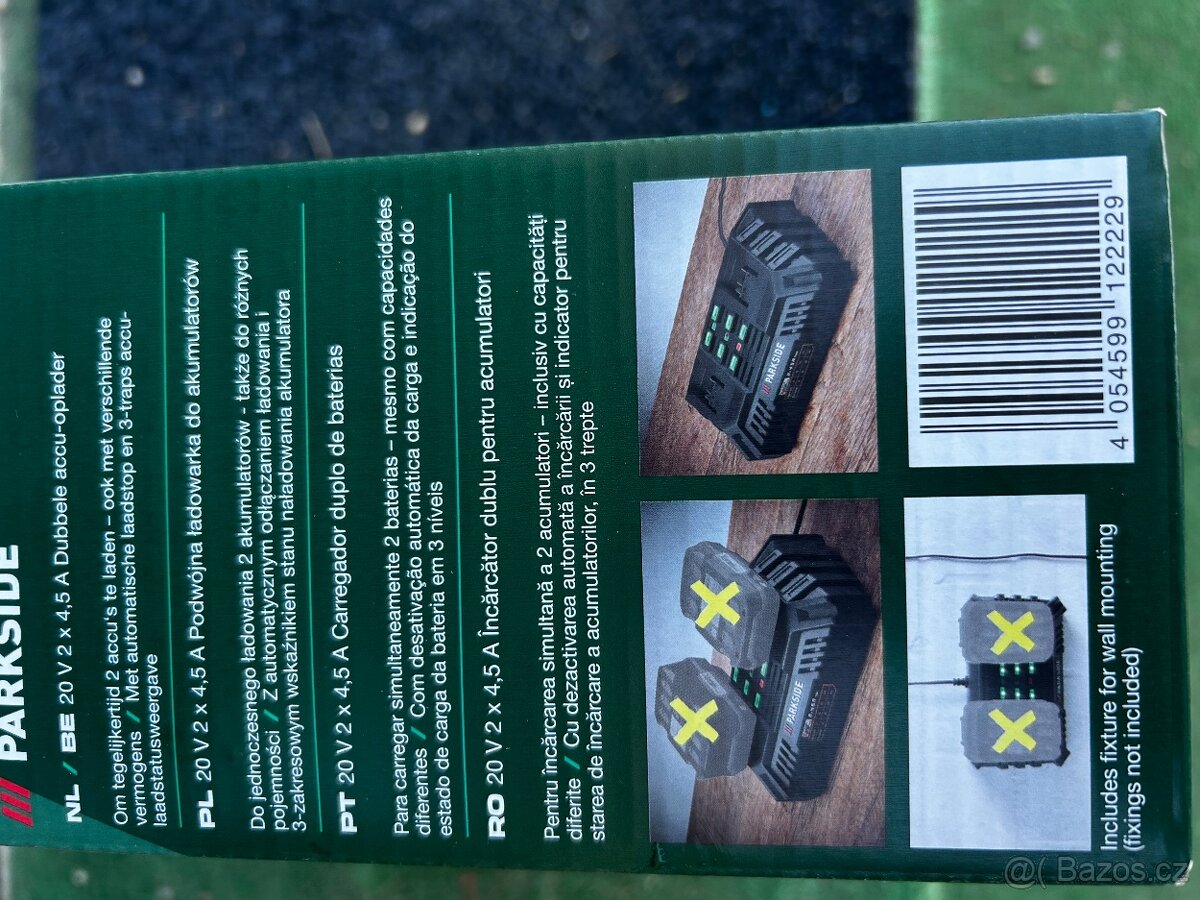 PARKSIDE
NL / BE 20 V 2 x 4,5 A Dubbele accu-oplader
Om tegelijkertijd 2 accu's te laden – ook met verschillende
vermogens / Met automatische laadstop en 3-traps accu-
laadstatusweergave
PL 20 V 2 x 4,5 A Podwójna ładowarka do akumulatorów
Do jednoczesnego ładowania 2 akumulatorów - także do różnych
pojemności / Z automatycznym odłączaniem ładowania i
3-zakresowym wskaźnikiem stanu naładowania akumulatora
PT 20 V 2 x 4,5 A Carregador duplo de baterias
Para carregar simultaneamente 2 baterias – mesmo com capacidades
diferentes / Com desativação automática da carga e indicação do
estado de carga da bateria em 3 níveis
RO 20 V 2 x 4,5 A Încărcător dublu pentru acumulatori
Pentru încărcarea simultană a 2 acumulatori – inclusiv cu capacități
diferite / Cu dezactivarea automată a încărcării și indicator pentru
starea de încărcare a acumulatorilor, în 3 trepte
PARKSIDE
PARKSIDE
Includes fixture for wall mounting
(fixings not included)
4 054599 122229
@( Bazos.cz